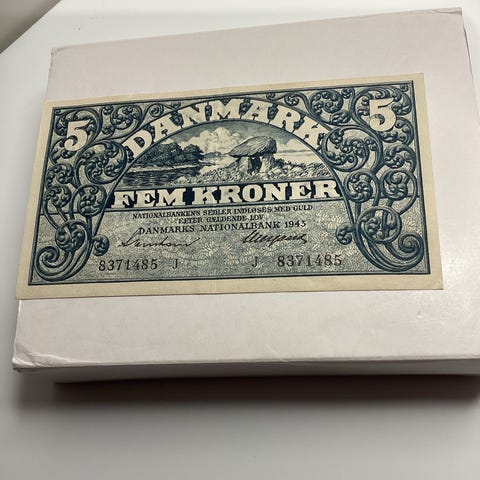 5 DANMARK 5
FEM KRONER
NATIONALBANKENS SEDLER INDLØSES MED GULD
EFTER GÆLDENDE LOV
DANMARKS NATIONALBANK 1943
8371485 J J 8371485